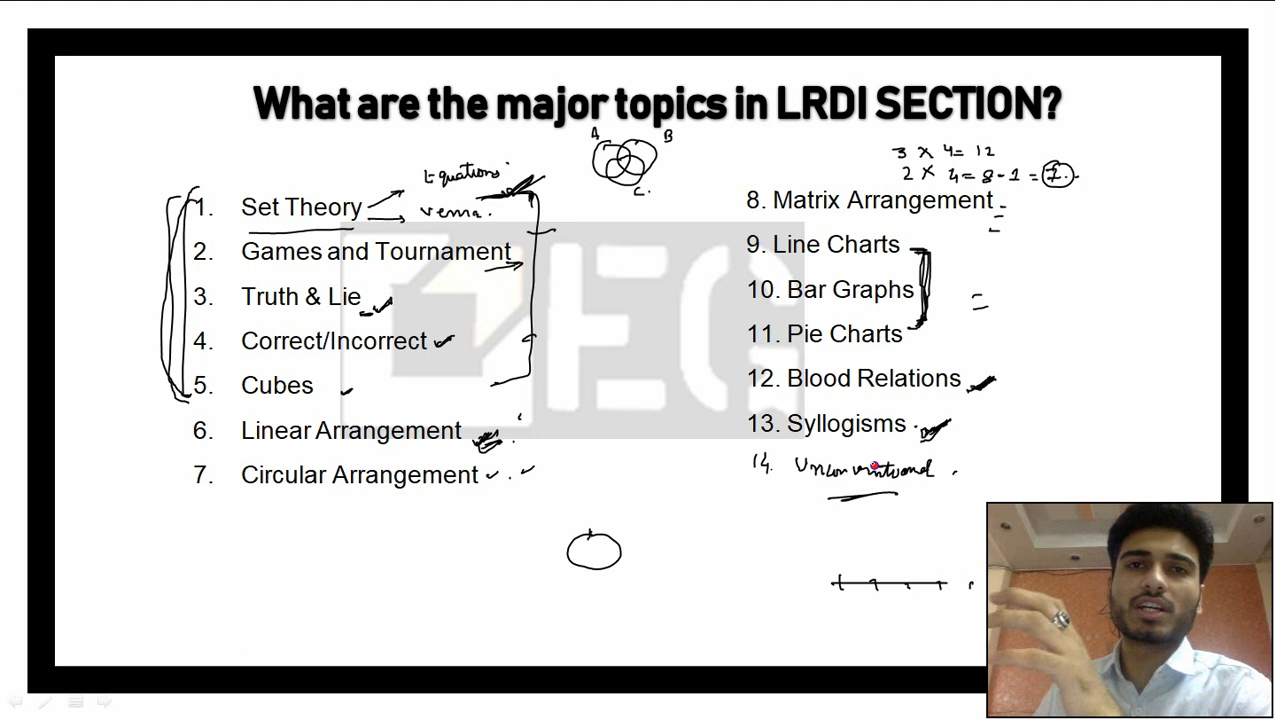 What are the major topics in LRDI SECTION?
A
B
C.
3 × 4 = 12
2 × 4 = 8 - 1 = 7.
Equations
1. Set Theory
venna.
2. Games and Tournament
3. Truth & Lie
4. Correct/Incorrect
5. Cubes
6. Linear Arrangement
7. Circular Arrangement
8. Matrix Arrangement
9. Line Charts
10. Bar Graphs
11. Pie Charts
12. Blood Relations
13. Syllogisms
14. Unconventional
IEG